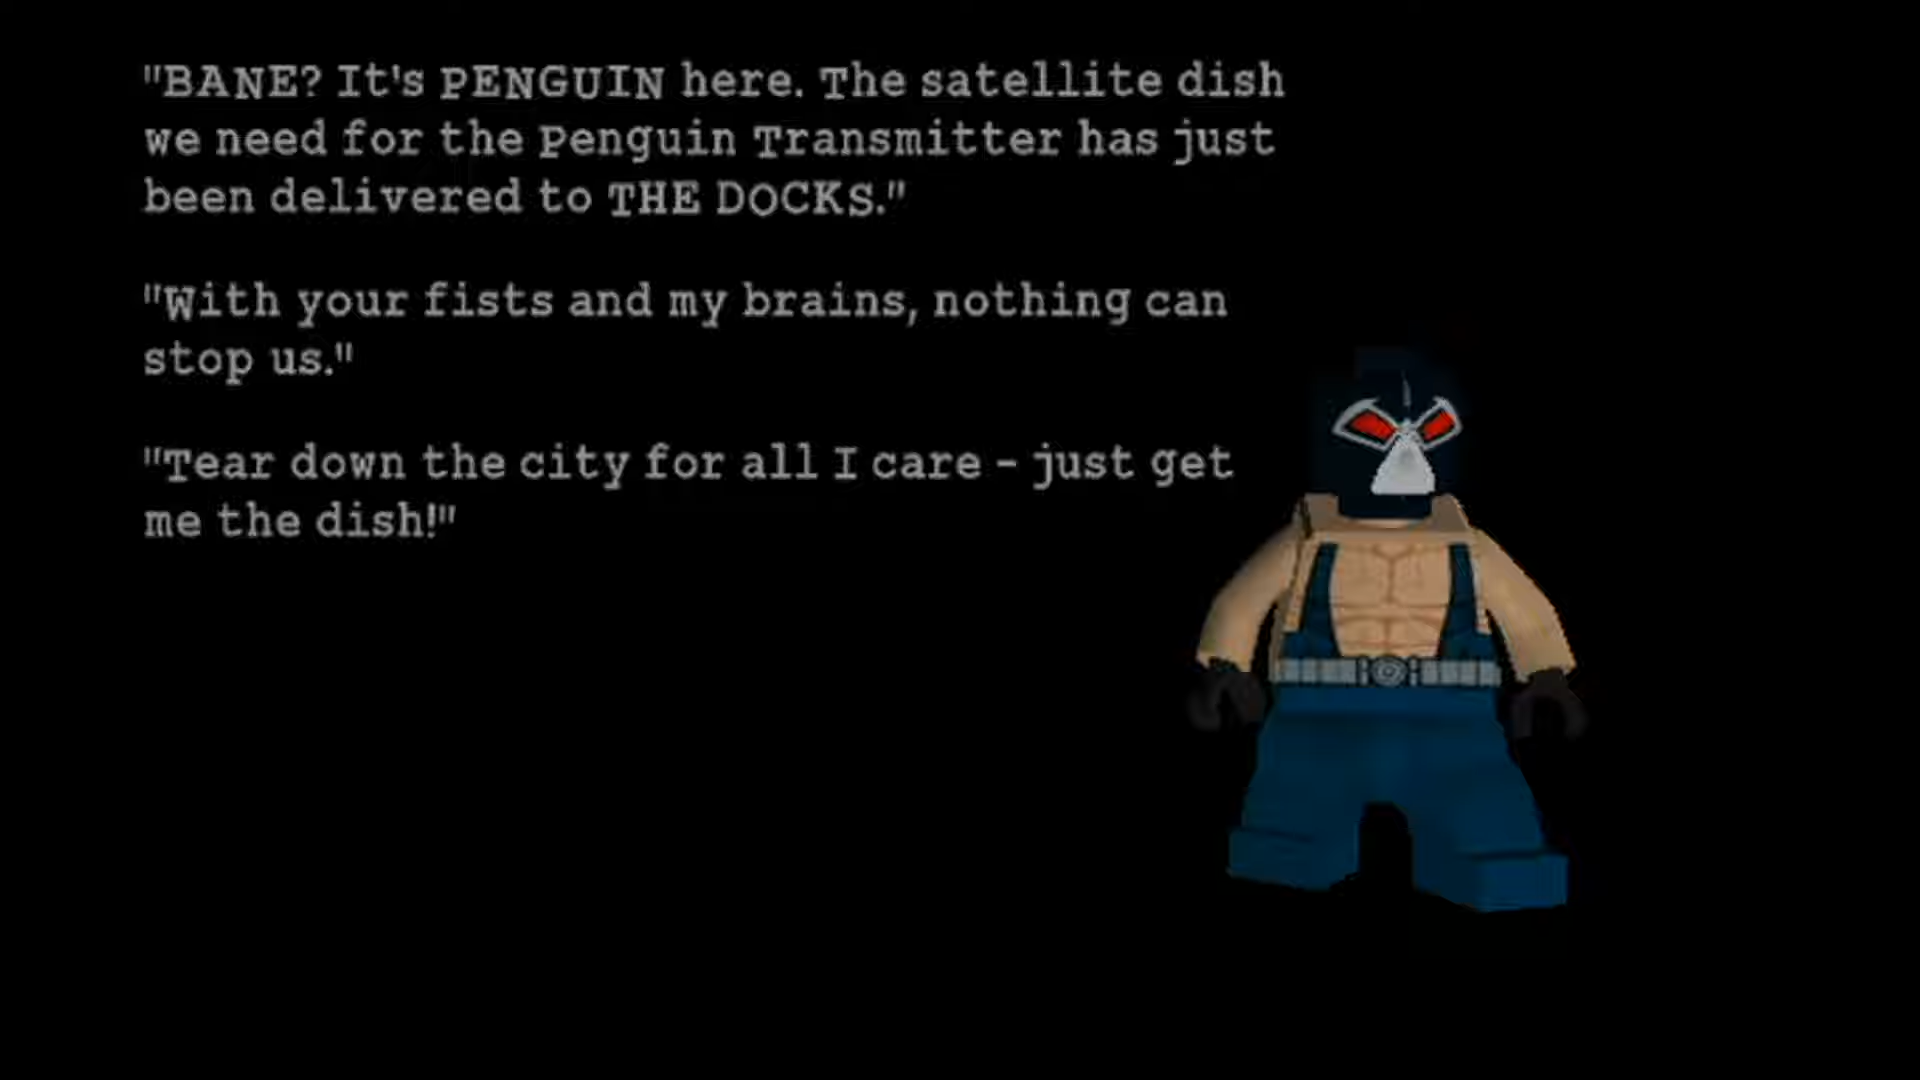 "BANE? It's PENGUIN here. The satellite dish
we need for the Penguin Transmitter has just
been delivered to THE DOCKS."
"With your fists and my brains, nothing can
stop us."
"Tear down the city for all I care - just get
me the dish!"